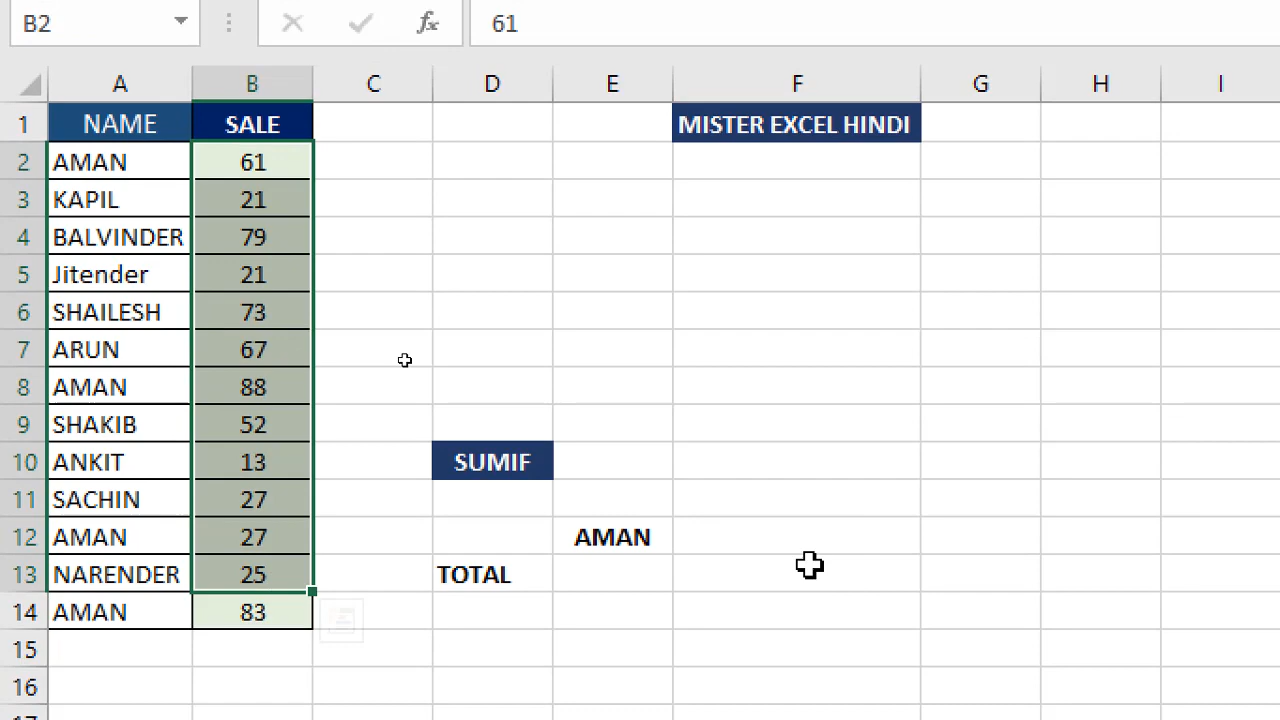 B2 fx 61
A B C D E F G H I
1 NAME SALE MISTER EXCEL HINDI
2 AMAN 61
3 KAPIL 21
4 BALVINDER 79
5 Jitender 21
6 SHAILESH 73
7 ARUN 67
8 AMAN 88
9 SHAKIB 52
10 ANKIT 13 SUMIF
11 SACHIN 27
12 AMAN 27 AMAN
13 NARENDER 25 TOTAL
14 AMAN 83
15
16
17